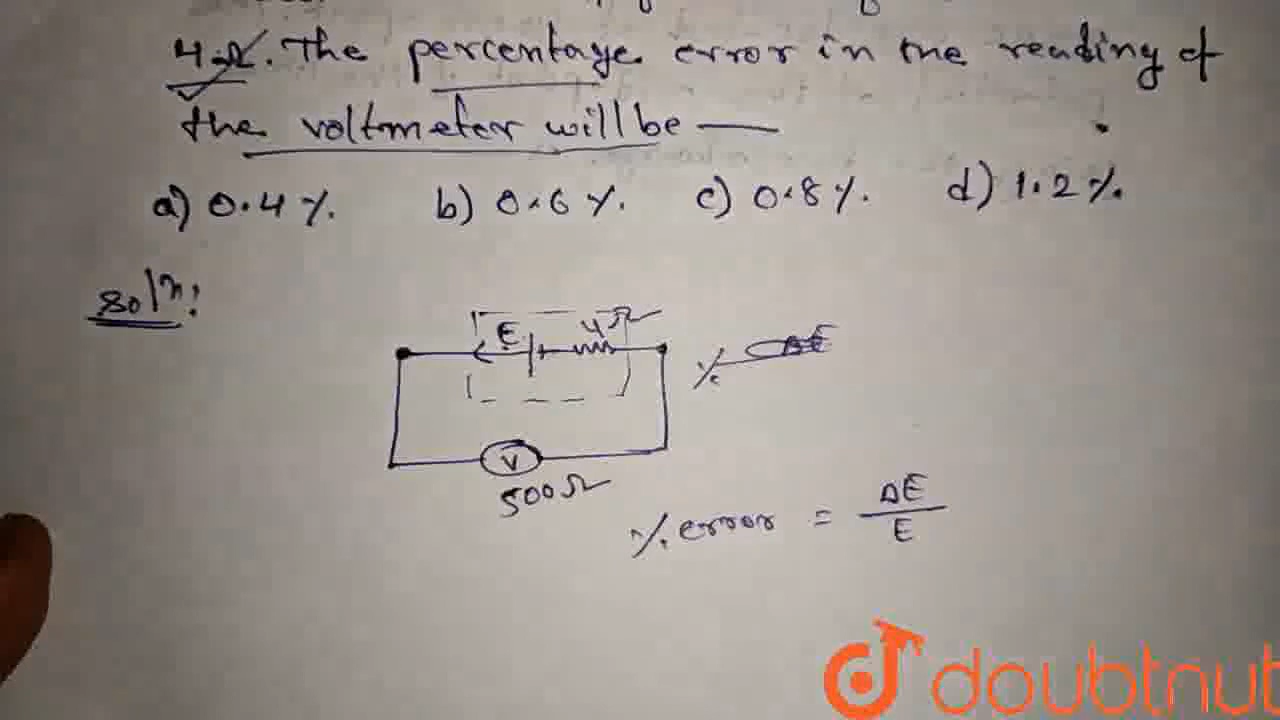 4Ω. The percentage error in the reading of
the voltmeter will be —
a) 0.4 %. b) 0.6 %. c) 0.8 %. d) 1.2 %.
solⁿ:
E 4Ω
%
V
500Ω
% error = ΔE
E
doubtnut